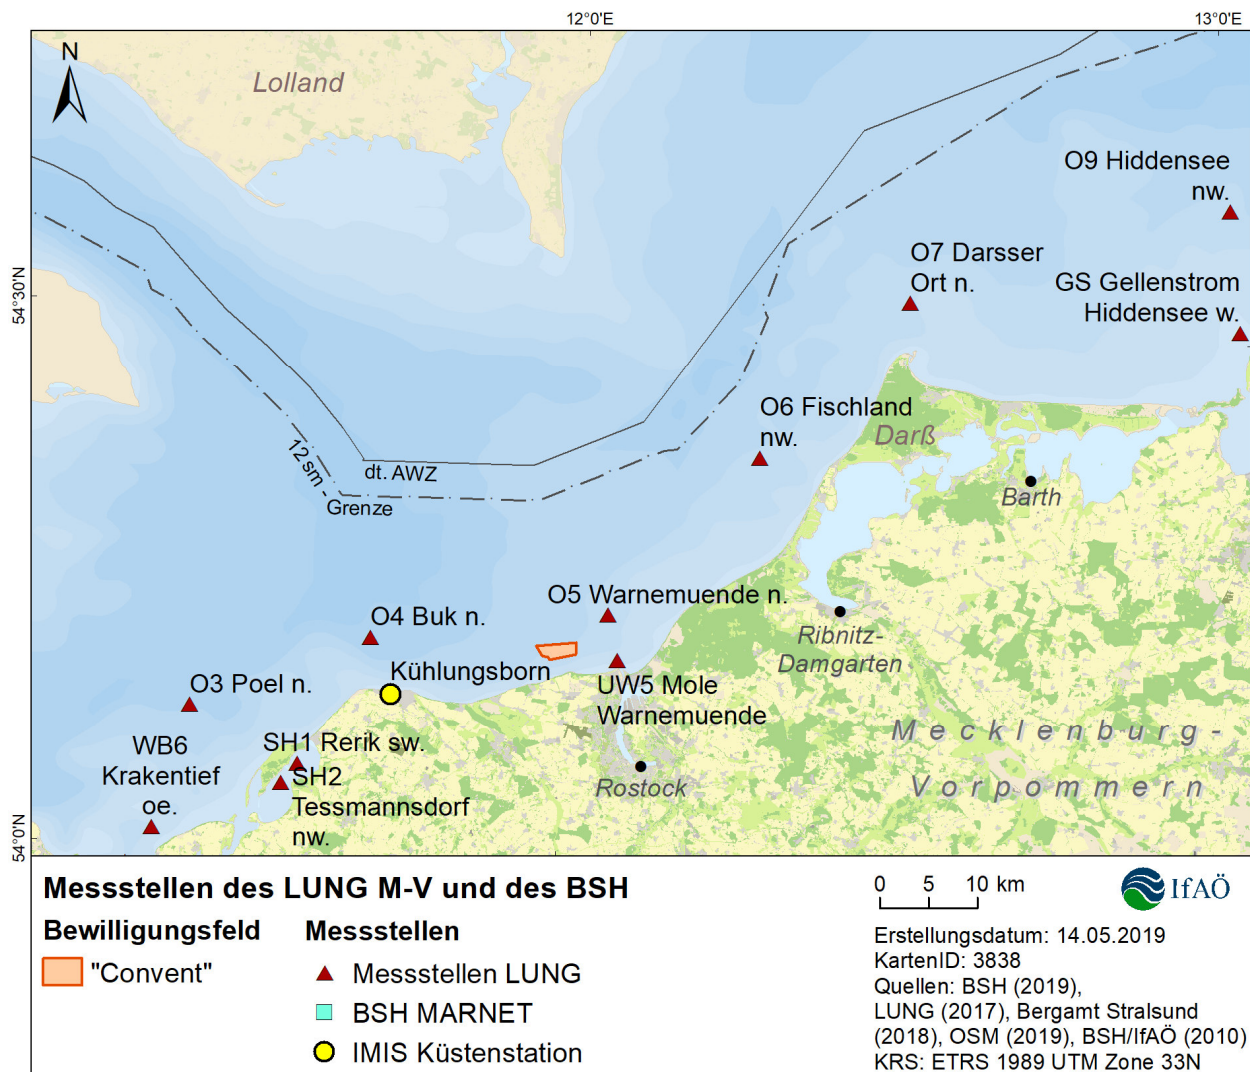 12°0'E
13°0'E
N
Lolland
O9 Hiddensee
nw.
O7 Darsser
Ort n.
54°30'N
GS Gellenstrom
Hiddensee w.
O6 Fischland
nw.
Darß
12 sm -
Grenze
dt. AWZ
Barth
O5 Warnemuende n.
O4 Buk n.
Ribnitz-
Damgarten
Kühlungsborn
O3 Poel n.
UW5 Mole
Warnemuende
Mecklenburg-
Vorpommern
SH1 Rerik sw.
WB6
Krakentief
oe.
SH2
Tessmannsdorf
nw.
Rostock
54°0'N
Messstellen des LUNG M-V und des BSH
Bewilligungsfeld
"Convent"
Messstellen
Messstellen LUNG
BSH MARNET
IMIS Küstenstation
0 5 10 km
IfAÖ
Erstellungsdatum: 14.05.2019
KartenID: 3838
Quellen: BSH (2019),
LUNG (2017), Bergamt Stralsund
(2018), OSM (2019), BSH/IfAÖ (2010)
KRS: ETRS 1989 UTM Zone 33N